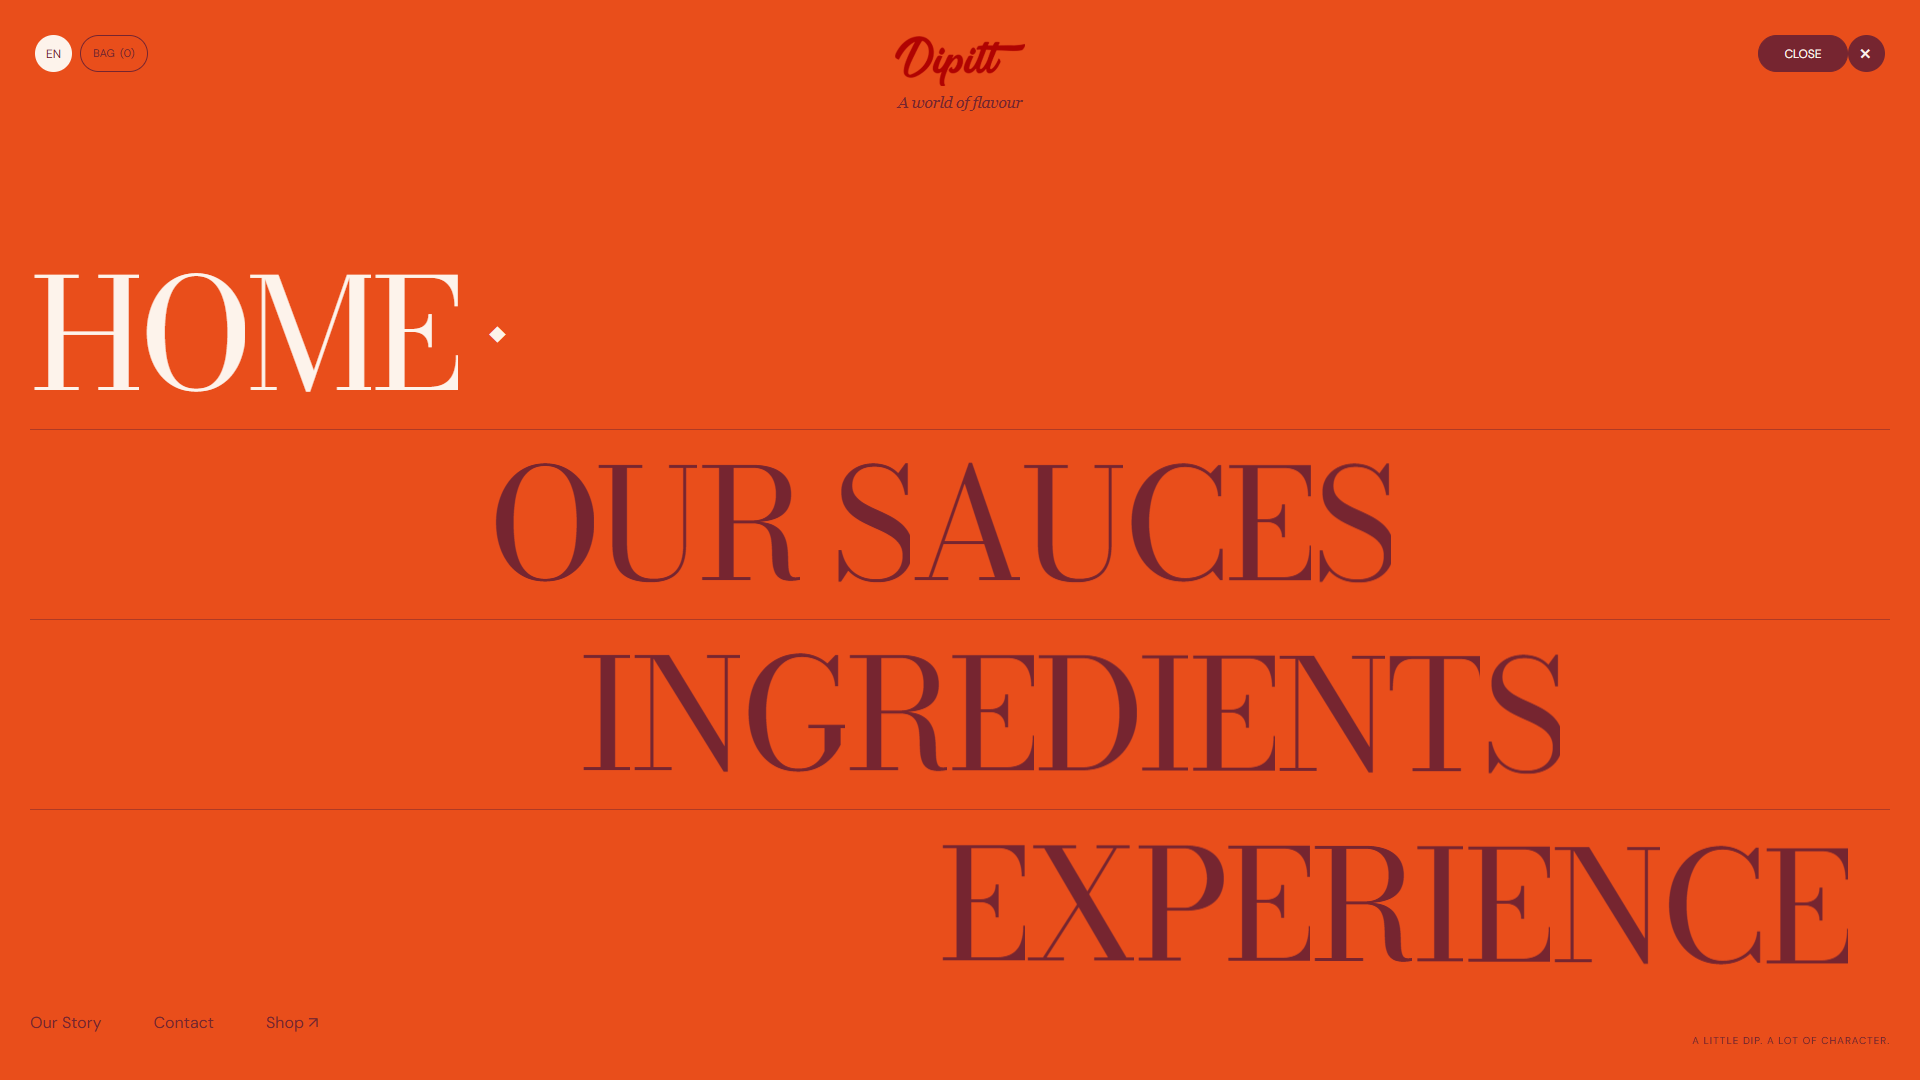 EN
BAG (0)
Dipitt
A world of flavour
CLOSE
HOME
OUR SAUCES
INGREDIENTS
EXPERIENCE
Our Story
Contact
Shop
A LITTLE DIP. A LOT OF CHARACTER.